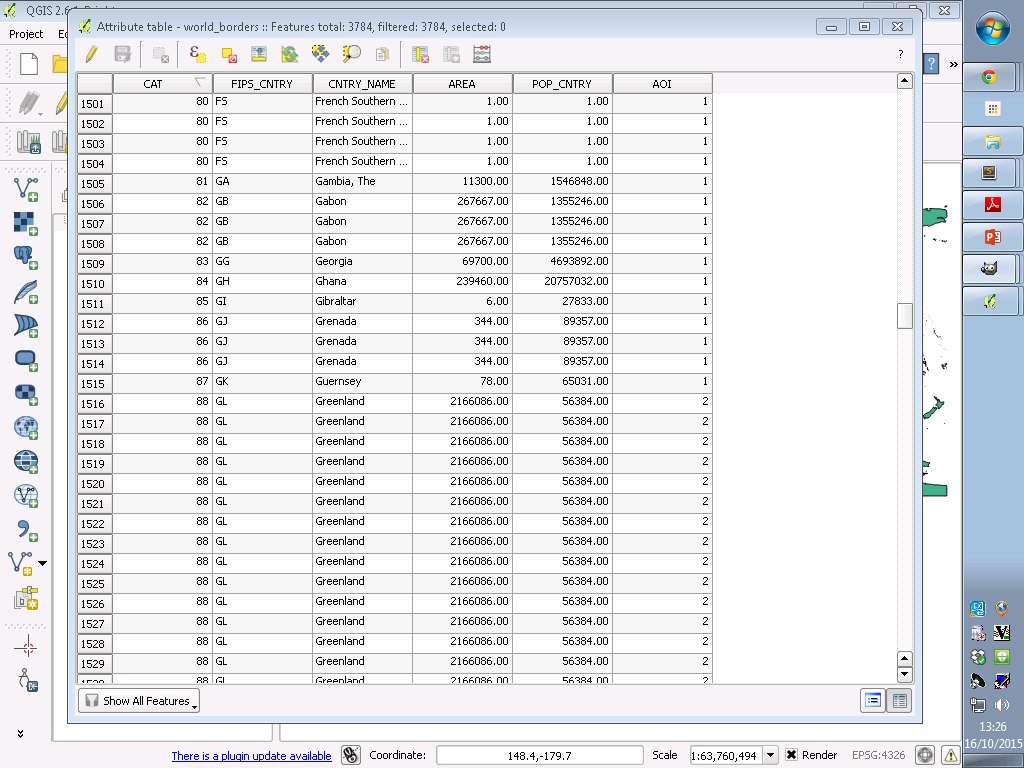 QGIS 2.6.
Attribute table - world_borders :: Features total: 3784, filtered: 3784, selected: 0
Project
?
CAT FIPS_CNTRY CNTRY_NAME AREA POP_CNTRY AOI
1501 80 FS French Southern ... 1.00 1.00 1
1502 80 FS French Southern ... 1.00 1.00 1
1503 80 FS French Southern ... 1.00 1.00 1
1504 80 FS French Southern ... 1.00 1.00 1
1505 81 GA Gambia, The 11300.00 1546848.00 1
1506 82 GB Gabon 267667.00 1355246.00 1
1507 82 GB Gabon 267667.00 1355246.00 1
1508 82 GB Gabon 267667.00 1355246.00 1
1509 83 GG Georgia 69700.00 4693892.00 1
1510 84 GH Ghana 239460.00 20757032.00 1
1511 85 GI Gibraltar 6.00 27833.00 1
1512 86 GJ Grenada 344.00 89357.00 1
1513 86 GJ Grenada 344.00 89357.00 1
1514 86 GJ Grenada 344.00 89357.00 1
1515 87 GK Guernsey 78.00 65031.00 1
1516 88 GL Greenland 2166086.00 56384.00 2
1517 88 GL Greenland 2166086.00 56384.00 2
1518 88 GL Greenland 2166086.00 56384.00 2
1519 88 GL Greenland 2166086.00 56384.00 2
1520 88 GL Greenland 2166086.00 56384.00 2
1521 88 GL Greenland 2166086.00 56384.00 2
1522 88 GL Greenland 2166086.00 56384.00 2
1523 88 GL Greenland 2166086.00 56384.00 2
1524 88 GL Greenland 2166086.00 56384.00 2
1525 88 GL Greenland 2166086.00 56384.00 2
1526 88 GL Greenland 2166086.00 56384.00 2
1527 88 GL Greenland 2166086.00 56384.00 2
1528 88 GL Greenland 2166086.00 56384.00 2
1529 88 GL Greenland 2166086.00 56384.00 2
88 GL Greenland 2166086.00 56384.00 2
Show All Features
There is a plugin update available Coordinate: 148.4,-179.7 Scale 1:63,760,494 Render EPSG:4326
13:26
16/10/2015